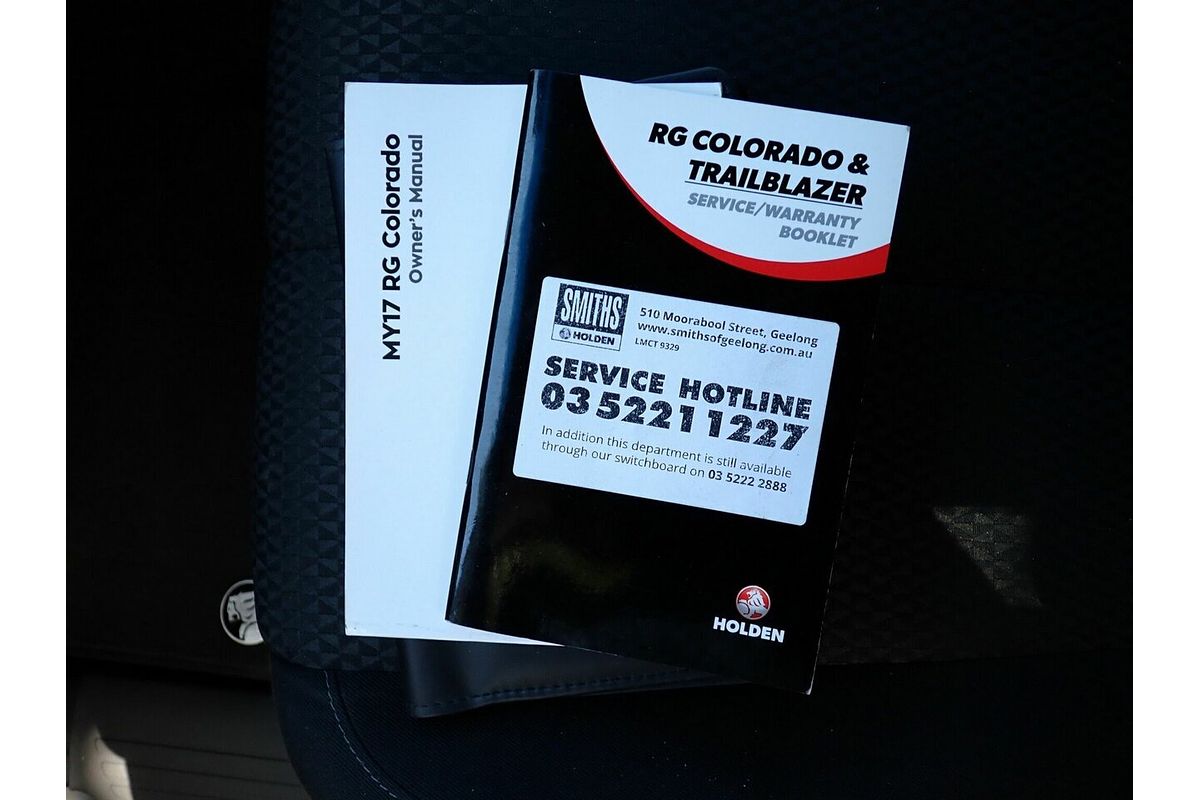 MY17 RG Colorado
Owner's Manual
RG COLORADO &
TRAILBLAZER
SERVICE/WARRANTY
BOOKLET
SMITHS
HOLDEN
510 Moorabool Street, Geelong
www.smithsofgeelong.com.au
LMCT 9329
SERVICE HOTLINE
03 5221 1227
In addition this department is still available
through our switchboard on 03 5222 2888
HOLDEN